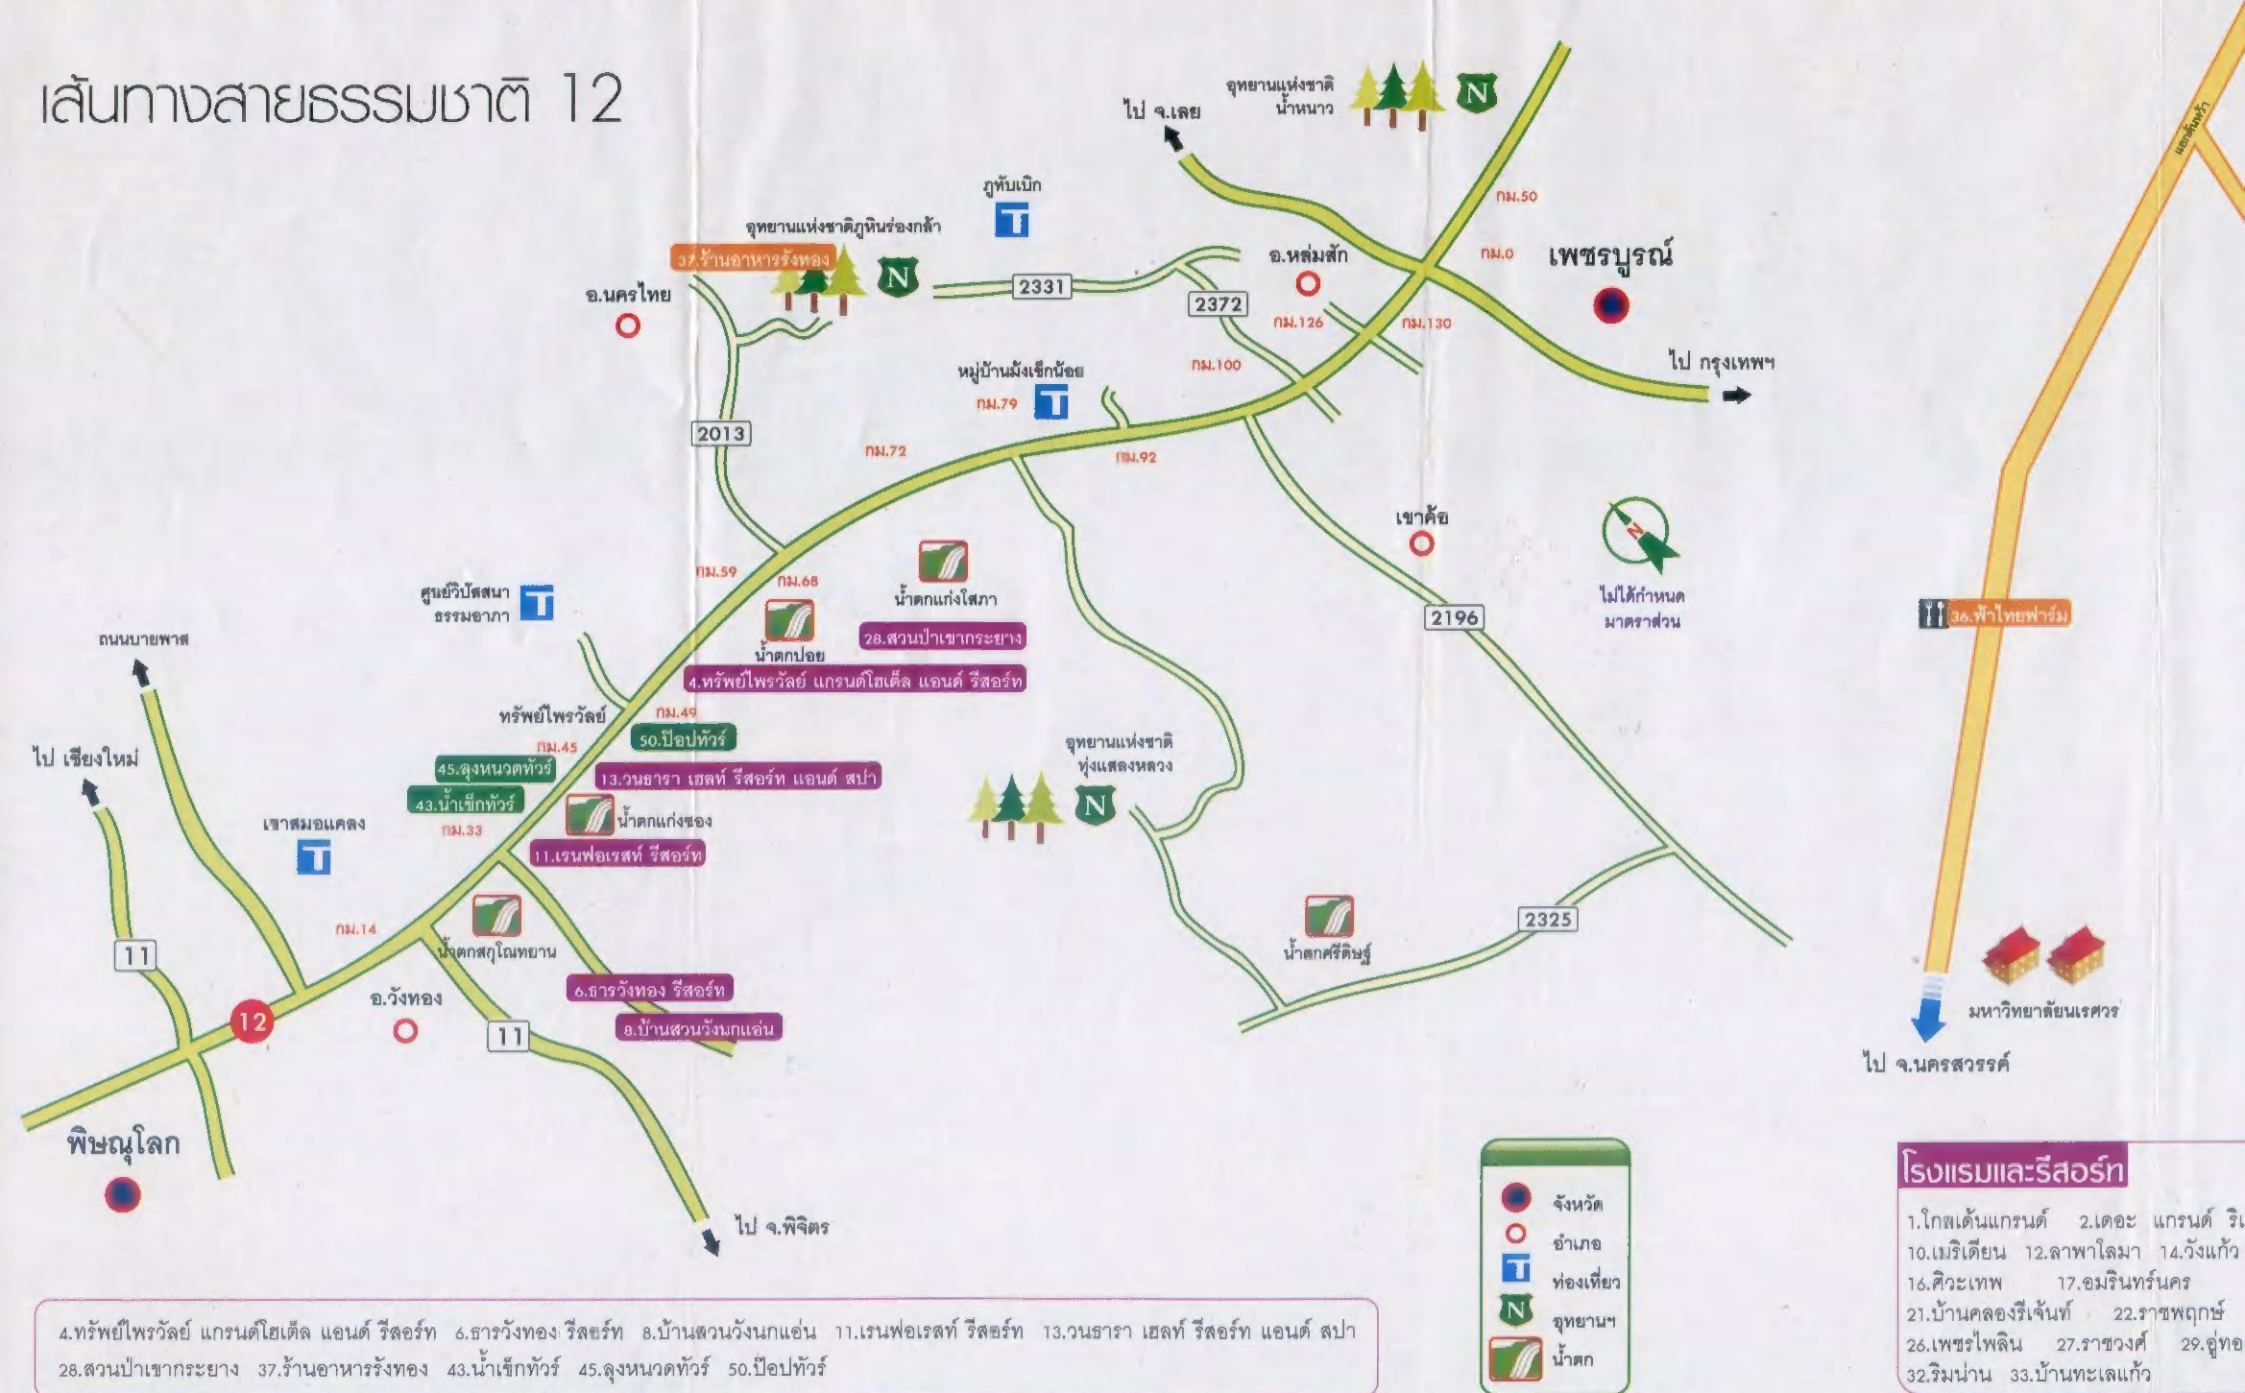 เส้นทางสายธรรมชาติ 12
อุทยานแห่งชาติ
น้ำหนาว
N
ไป จ.เลย
กม.50
แยกต้นหว้า
ภูทับเบิก
อุทยานแห่งชาติภูหินร่องกล้า
37.ร้านอาหารรังทอง
N
อ.หล่มสัก
กม.0
เพชรบูรณ์
อ.นครไทย
2331
2372
กม.126
กม.130
ไป กรุงเทพฯ
หมู่บ้านม้งเข็กน้อย
กม.79
กม.100
2013
กม.72
กม.92
เขาค้อ
N
ไม่ได้กำหนด
มาตราส่วน
กม.59
กม.68
น้ำตกแก่งโสภา
ศูนย์วิปัสสนา
ธรรมอาภา
28.สวนป่าเขากระยาง
2196
36.ฟ้าไทยฟาร์ม
ถนนบายพาส
น้ำตกปอย
4.ทรัพย์ไพรวัลย์ แกรนด์โฮเต็ล แอนด์ รีสอร์ท
ทรัพย์ไพรวัลย์
กม.49
กม.45
50.ป๊อปทัวร์
ไป เชียงใหม่
45.ลุงหนวดทัวร์
13.วนธารา เฮลท์ รีสอร์ท แอนด์ สปา
43.น้ำเข็กทัวร์
อุทยานแห่งชาติ
ทุ่งแสลงหลวง
N
เขาสมอแคลง
กม.33
น้ำตกแก่งซอง
11.เรนฟอเรสท์ รีสอร์ท
กม.14
น้ำตกสกุโณทยาน
11
น้ำตกศรีดิษฐ์
2325
6.ธารวังทอง รีสอร์ท
อ.วังทอง
12
11
8.บ้านสวนวังนกแอ่น
มหาวิทยาลัยนเรศวร
ไป จ.นครสวรรค์
พิษณุโลก
ไป จ.พิจิตร
จังหวัด
อำเภอ
ท่องเที่ยว
N อุทยานฯ
น้ำตก
4.ทรัพย์ไพรวัลย์ แกรนด์โฮเต็ล แอนด์ รีสอร์ท 6.ธารวังทอง รีสอร์ท 8.บ้านสวนวังนกแอ่น 11.เรนฟอเรสท์ รีสอร์ท 13.วนธารา เฮลท์ รีสอร์ท แอนด์ สปา
28.สวนป่าเขากระยาง 37.ร้านอาหารรังทอง 43.น้ำเข็กทัวร์ 45.ลุงหนวดทัวร์ 50.ป๊อปทัวร์
โรงแรมและรีสอร์ท
1.โกลเด้นแกรนด์ 2.เดอะ แกรนด์
10.เมริเดียน 12.ลาพาโลมา 14.วังแก้ว
16.ศิวะเทพ 17.อมรินทร์นคร
21.บ้านคลองรีเจ้นท์ 22.ราชพฤกษ์
26.เพชรไพลิน 27.ราชวงศ์ 29.อู่ทอ
32.ริมน่าน 33.บ้านทะเลแก้ว